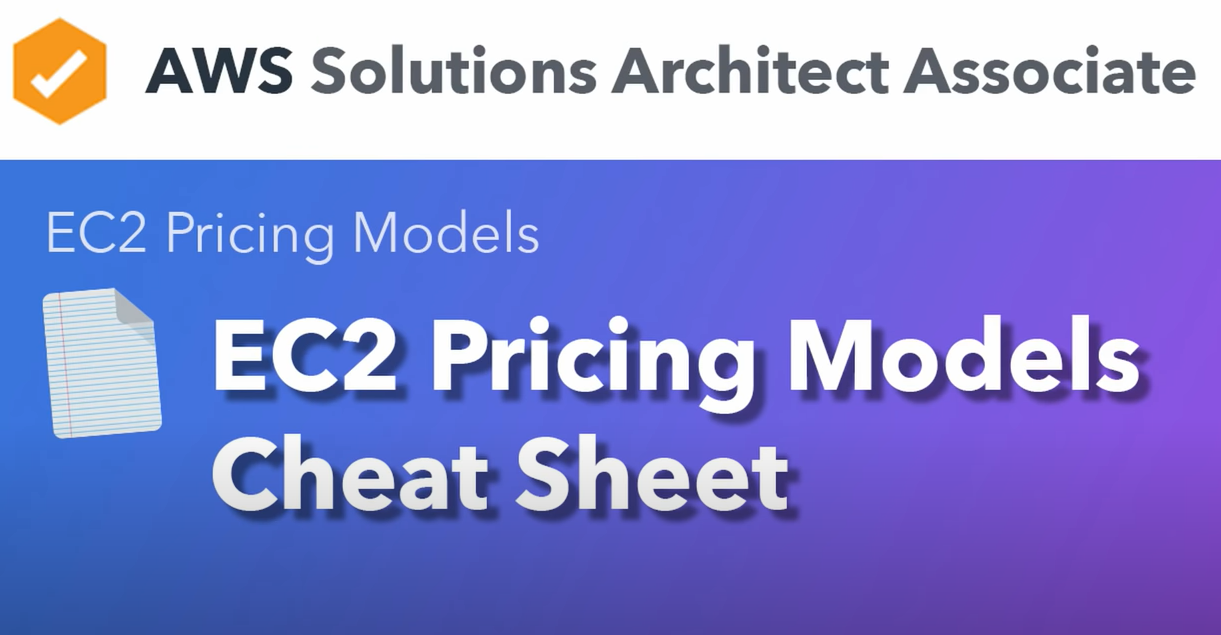 AWS Solutions Architect Associate
EC2 Pricing Models
EC2 Pricing Models
Cheat Sheet